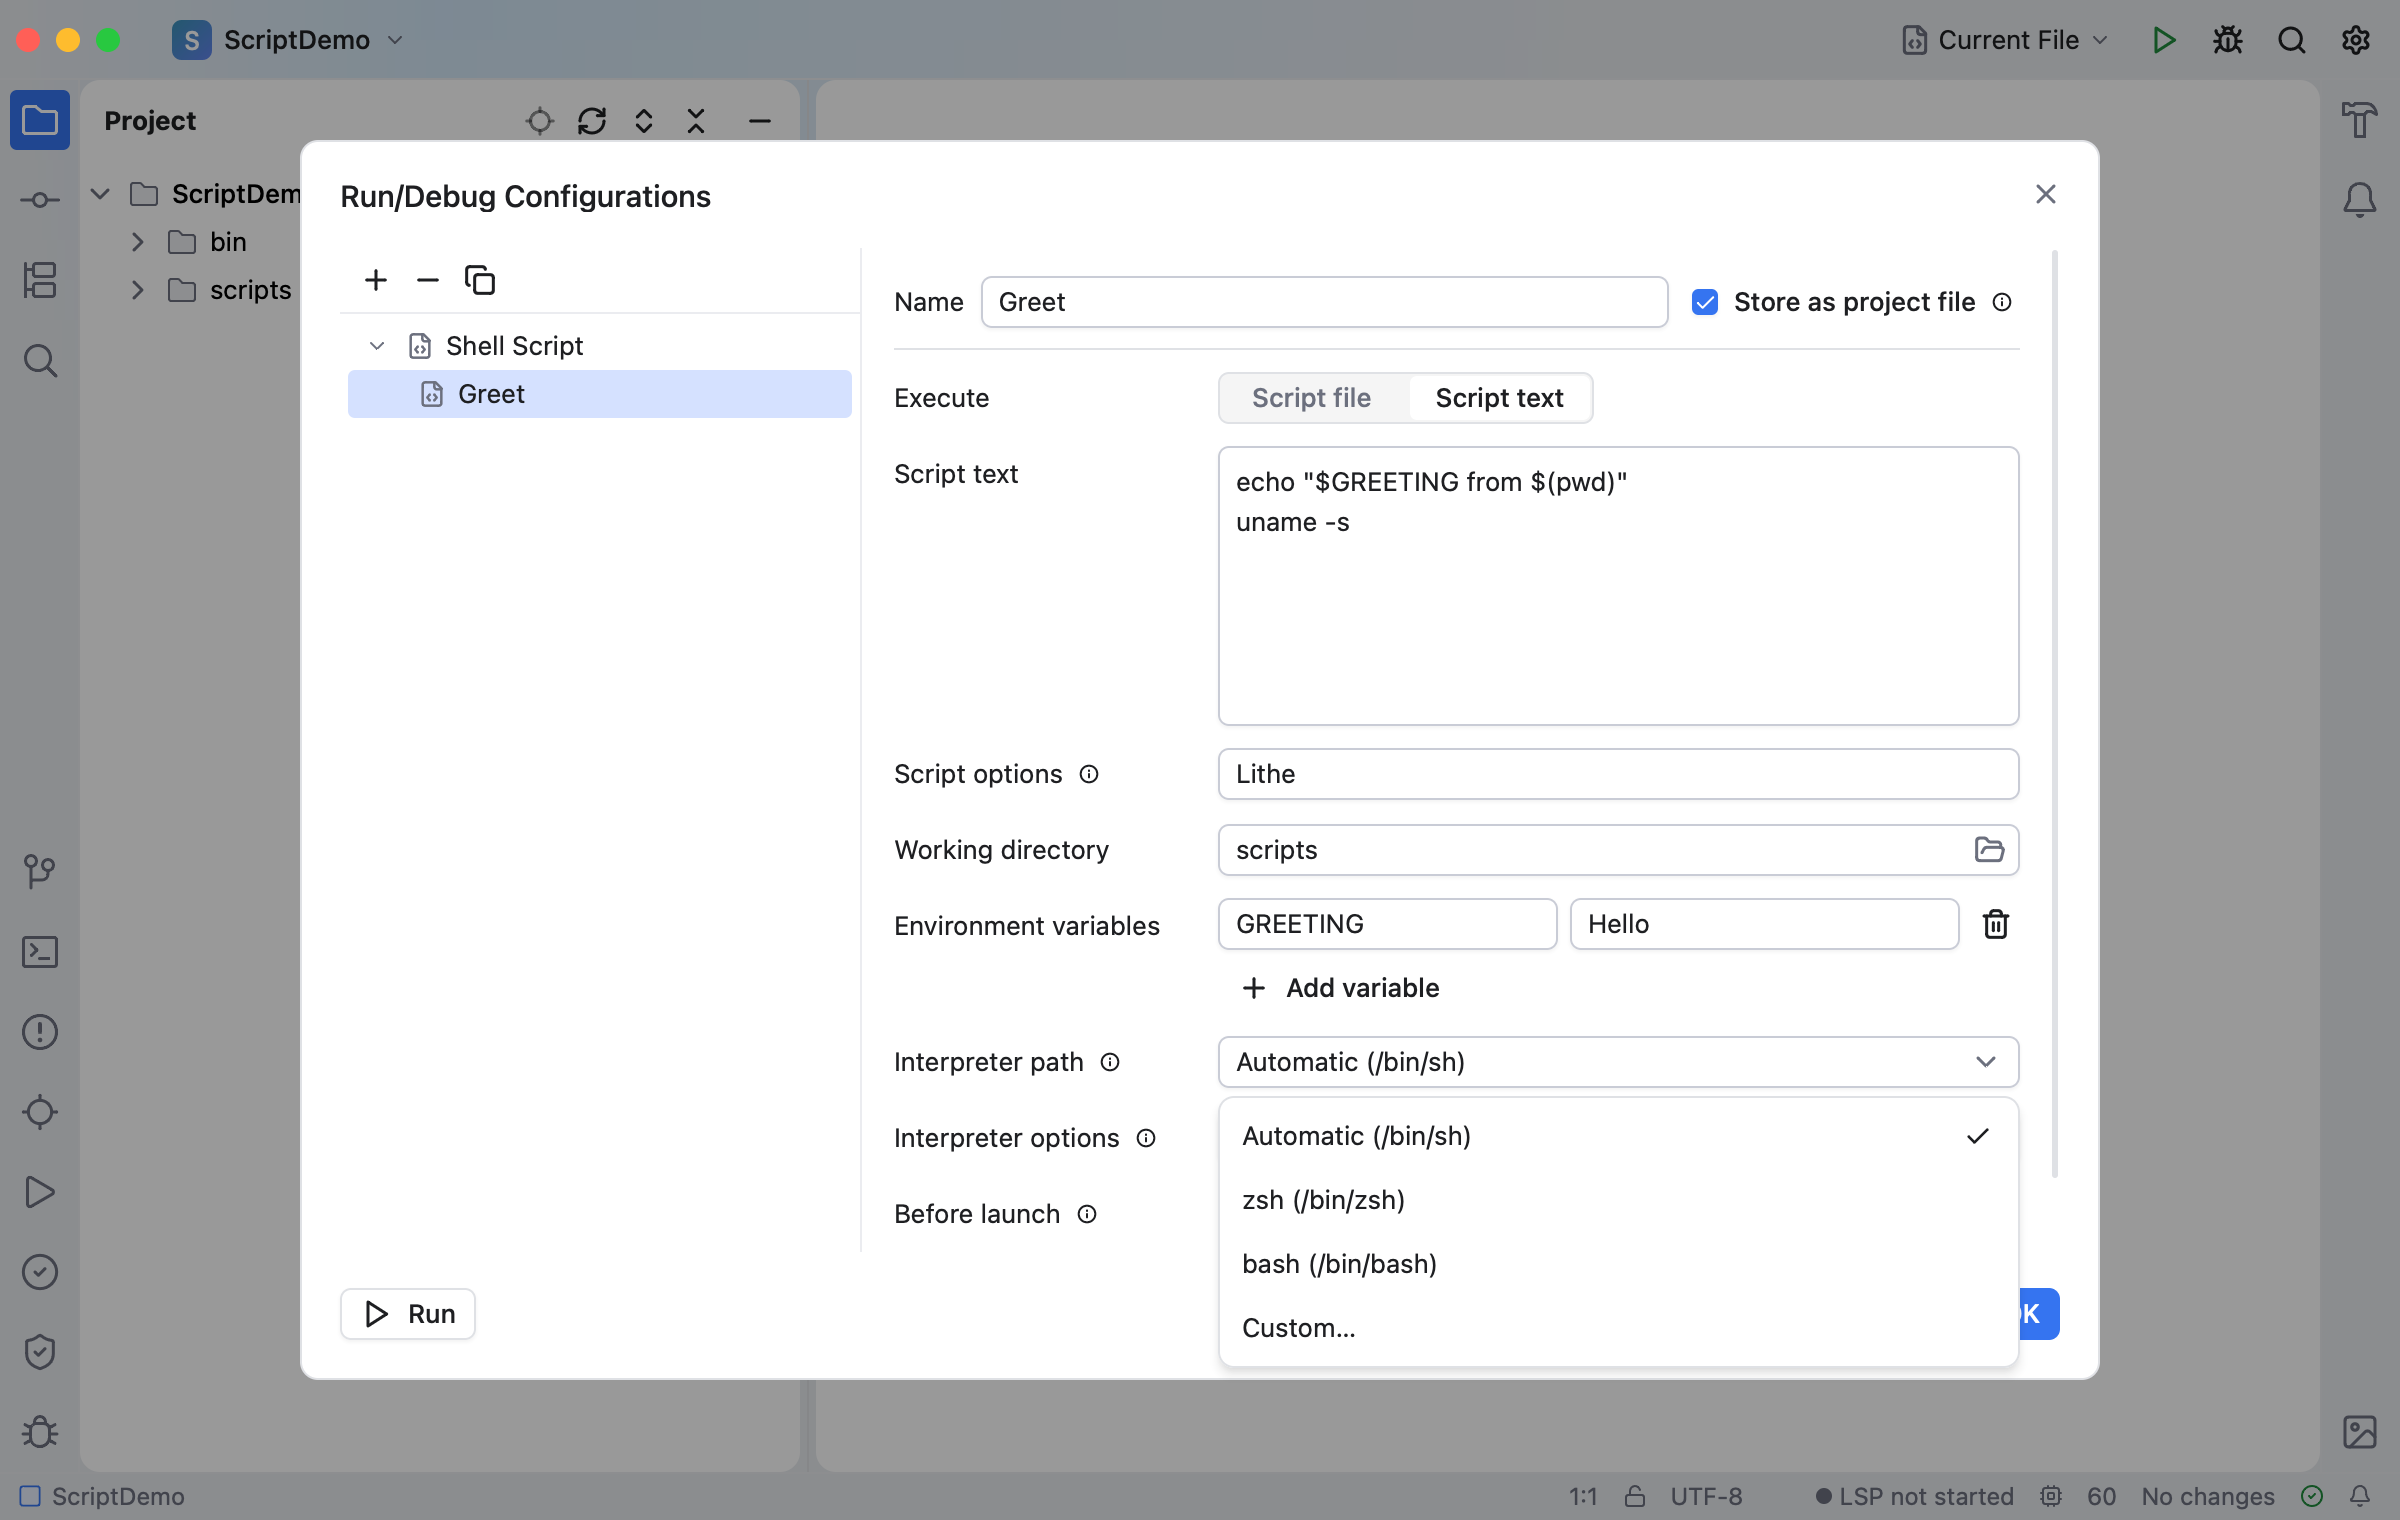 S ScriptDemo
Current File
Project
ScriptDem
bin
scripts
Run/Debug Configurations
Shell Script
Greet
Name Greet Store as project file
Execute Script file Script text
Script text
echo "$GREETING from $(pwd)"
uname -s
Script options Lithe
Working directory scripts
Environment variables GREETING Hello
Add variable
Interpreter path Automatic (/bin/sh)
Interpreter options
Automatic (/bin/sh)
zsh (/bin/zsh)
Before launch
bash (/bin/bash)
Custom...
Run
K
ScriptDemo
1:1 UTF-8 LSP not started 60 No changes